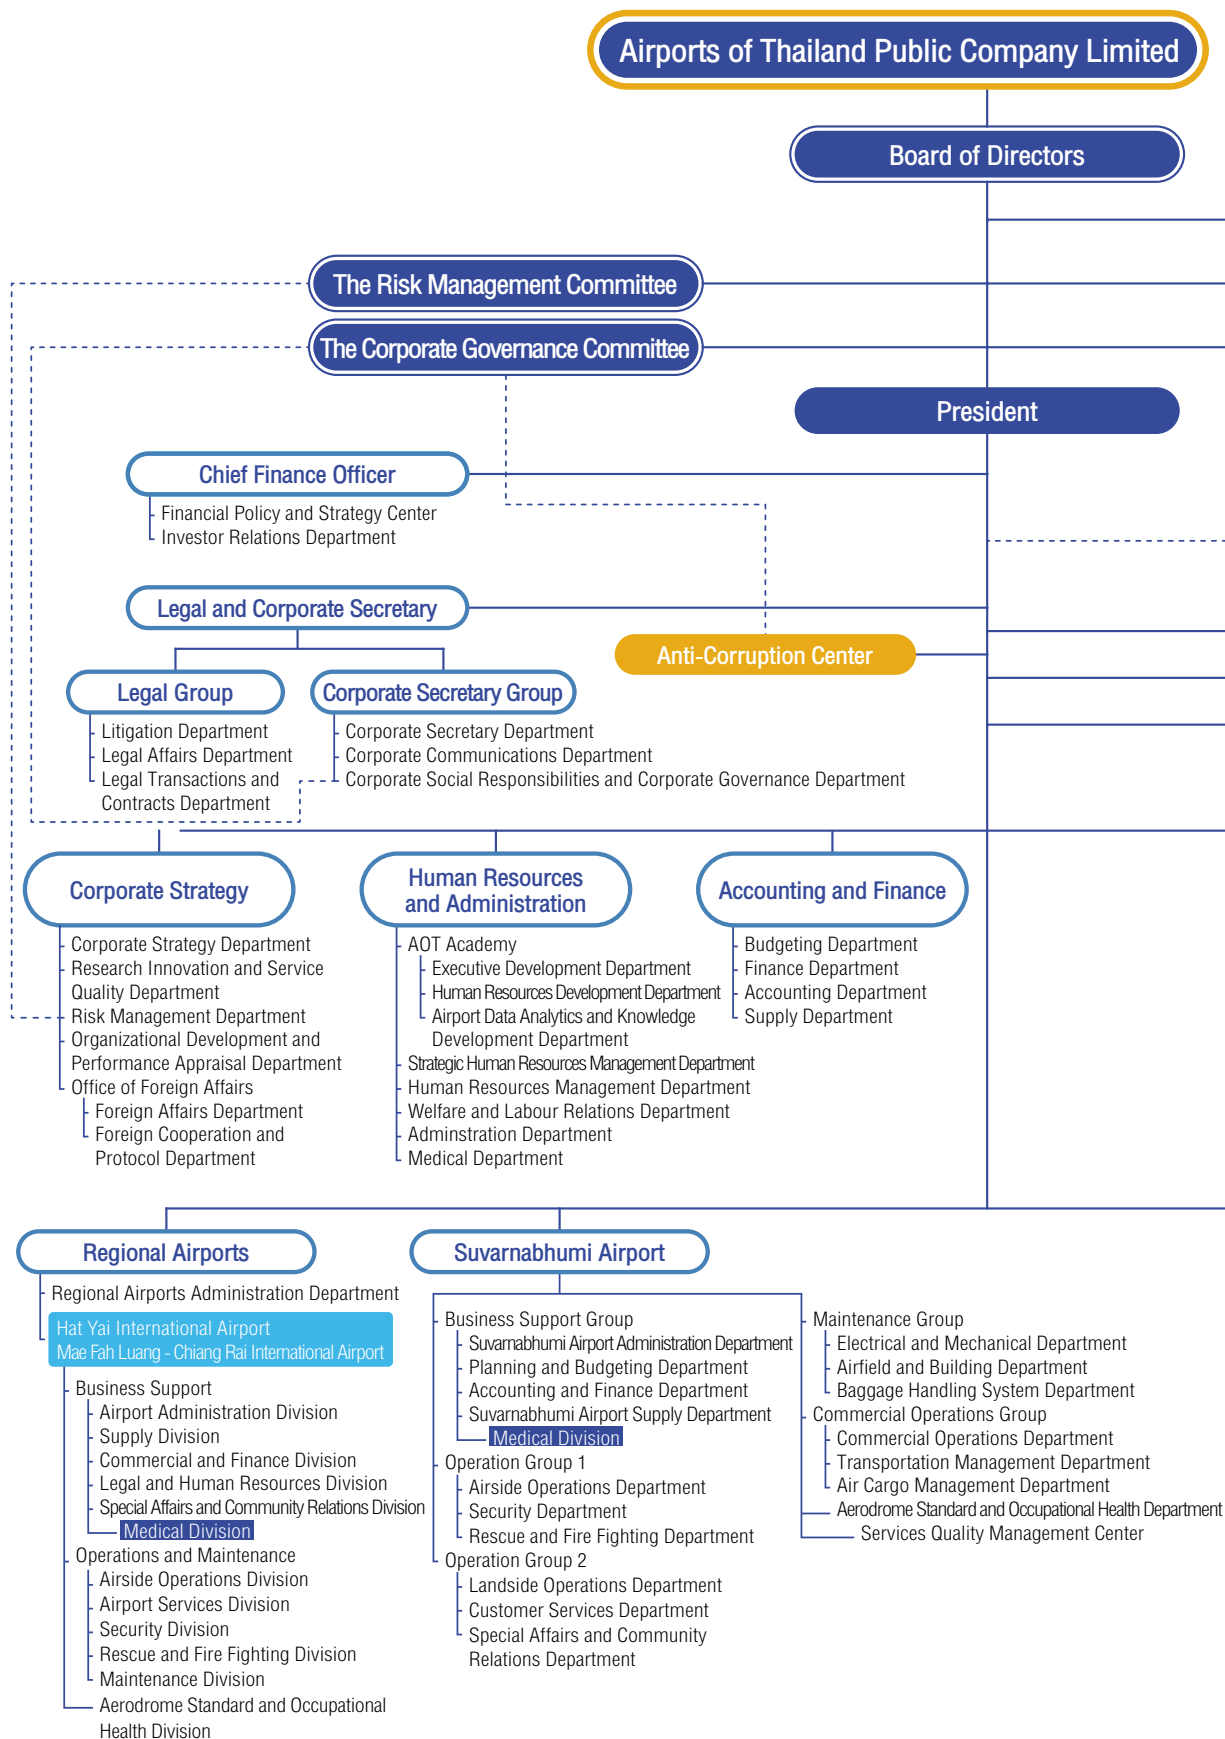 Airports of Thailand Public Company Limited
Board of Directors
The Risk Management Committee
The Corporate Governance Committee
President
Chief Finance Officer
Financial Policy and Strategy Center
Investor Relations Department
Legal and Corporate Secretary
Anti-Corruption Center
Legal Group
Litigation Department
Legal Affairs Department
Legal Transactions and
Contracts Department
Corporate Secretary Group
Corporate Secretary Department
Corporate Communications Department
Corporate Social Responsibilities and Corporate Governance Department
Corporate Strategy
Corporate Strategy Department
Research Innovation and Service
Quality Department
Risk Management Department
Organizational Development and
Performance Appraisal Department
Office of Foreign Affairs
Foreign Affairs Department
Foreign Cooperation and
Protocol Department
Human Resources
and Administration
AOT Academy
Executive Development Department
Human Resources Development Department
Airport Data Analytics and Knowledge
Development Department
Strategic Human Resources Management Department
Human Resources Management Department
Welfare and Labour Relations Department
Adminstration Department
Medical Department
Accounting and Finance
Budgeting Department
Finance Department
Accounting Department
Supply Department
Regional Airports
Regional Airports Administration Department
Hat Yai International Airport
Mae Fah Luang - Chiang Rai International Airport
Business Support
Airport Administration Division
Supply Division
Commercial and Finance Division
Legal and Human Resources Division
Special Affairs and Community Relations Division
Medical Division
Operations and Maintenance
Airside Operations Division
Airport Services Division
Security Division
Rescue and Fire Fighting Division
Maintenance Division
Aerodrome Standard and Occupational
Health Division
Suvarnabhumi Airport
Business Support Group
Suvarnabhumi Airport Administration Department
Planning and Budgeting Department
Accounting and Finance Department
Suvarnabhumi Airport Supply Department
Medical Division
Operation Group 1
Airside Operations Department
Security Department
Rescue and Fire Fighting Department
Operation Group 2
Landside Operations Department
Customer Services Department
Special Affairs and Community
Relations Department
Maintenance Group
Electrical and Mechanical Department
Airfield and Building Department
Baggage Handling System Department
Commercial Operations Group
Commercial Operations Department
Transportation Management Department
Air Cargo Management Department
Aerodrome Standard and Occupational Health Department
Services Quality Management Center